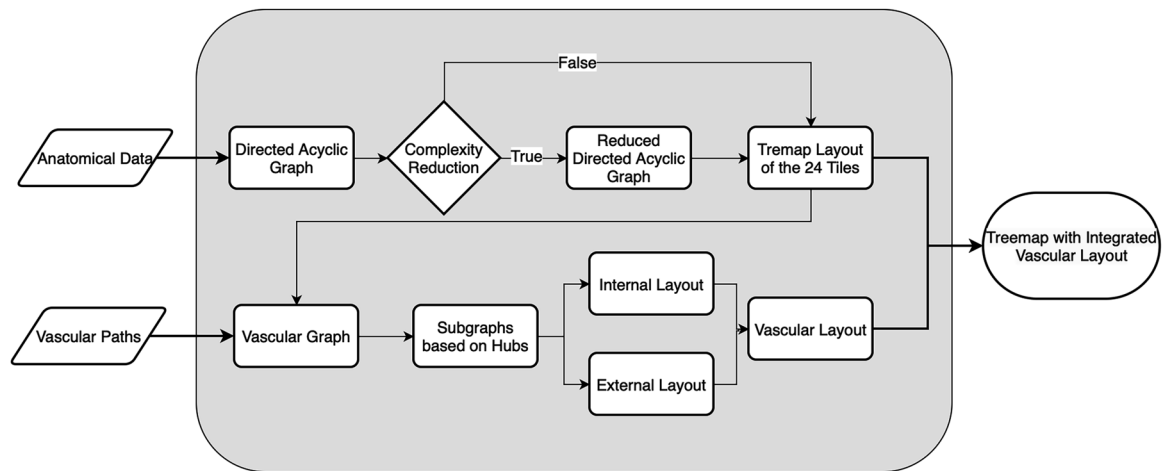 False
Anatomical Data
Directed Acyclic
Graph
Complexity
Reduction
True
Reduced
Directed Acyclic
Graph
Tremap Layout
of the 24 Tiles
Treemap with Integrated
Vascular Layout
Vascular Paths
Vascular Graph
Subgraphs
based on Hubs
Internal Layout
External Layout
Vascular Layout